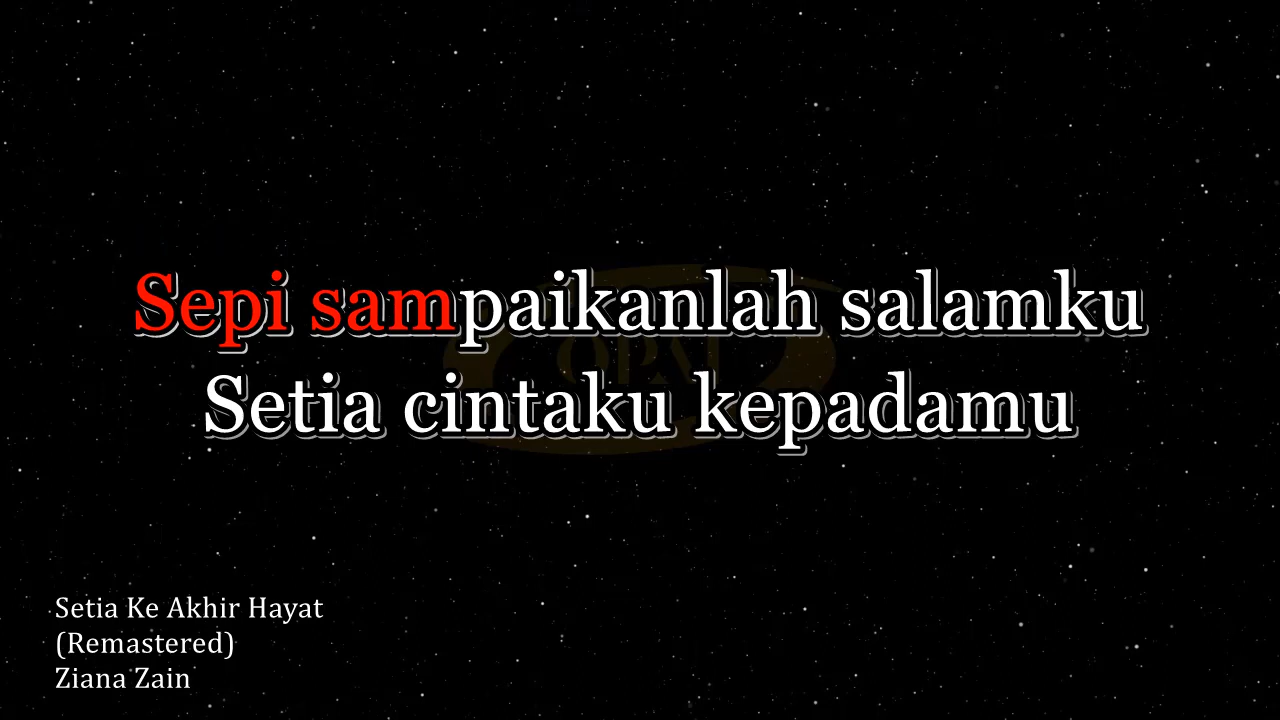 Sepi sampaikanlah salamku
Setia cintaku kepadamu
Setia Ke Akhir Hayat
(Remastered)
Ziana Zain